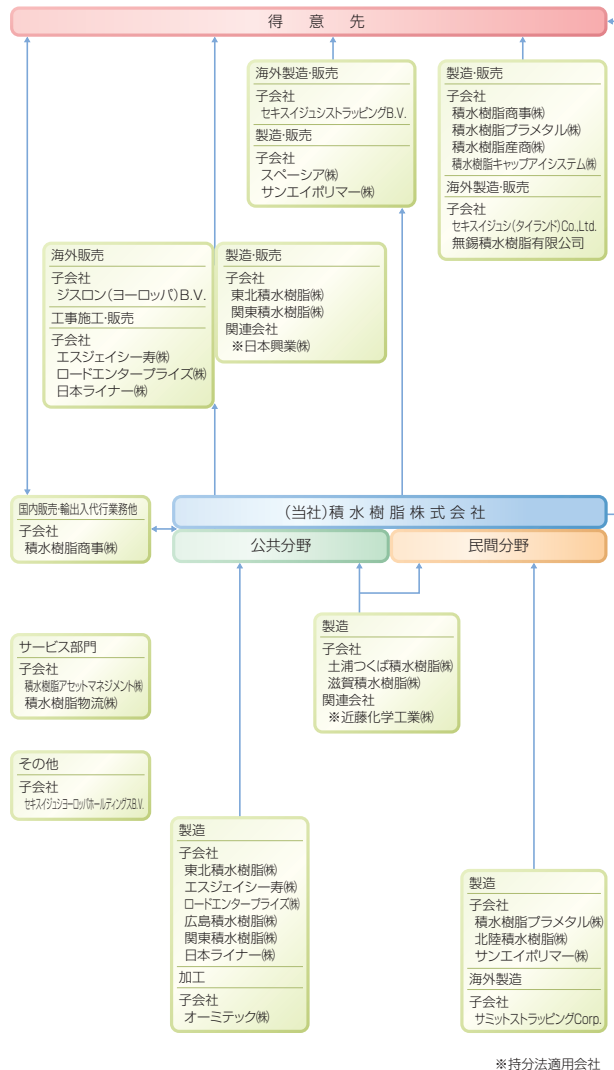 得意先
海外製造・販売
子会社
セキスイジュシストラッピングB.V.
製造・販売
子会社
スペーシア㈱
サンエイポリマー㈱
製造・販売
子会社
積水樹脂商事㈱
積水樹脂プラメタル㈱
積水樹脂産商㈱
積水樹脂キャップアイシステム㈱
海外製造・販売
子会社
セキスイジュシ(タイランド)Co.,Ltd.
無錫積水樹脂有限公司
海外販売
子会社
ジスロン(ヨーロッパ)B.V.
工事施工・販売
子会社
エスジェイシー寿㈱
ロードエンタープライズ㈱
日本ライナー㈱
製造・販売
子会社
東北積水樹脂㈱
関東積水樹脂㈱
関連会社
※日本興業㈱
国内販売・輸出入代行業務他
子会社
積水樹脂商事㈱
(当社)積水樹脂株式会社
公共分野
民間分野
サービス部門
子会社
積水樹脂アセットマネジメント㈱
積水樹脂物流㈱
その他
子会社
セキスイジュシヨーロッパホールディングスB.V.
製造
子会社
土浦つくば積水樹脂㈱
滋賀積水樹脂㈱
関連会社
※近藤化学工業㈱
製造
子会社
東北積水樹脂㈱
エスジェイシー寿㈱
ロードエンタープライズ㈱
広島積水樹脂㈱
関東積水樹脂㈱
日本ライナー㈱
加工
子会社
オーミテック㈱
製造
子会社
積水樹脂プラメタル㈱
北陸積水樹脂㈱
サンエイポリマー㈱
海外製造
子会社
サミットストラッピングCorp.
※持分法適用会社